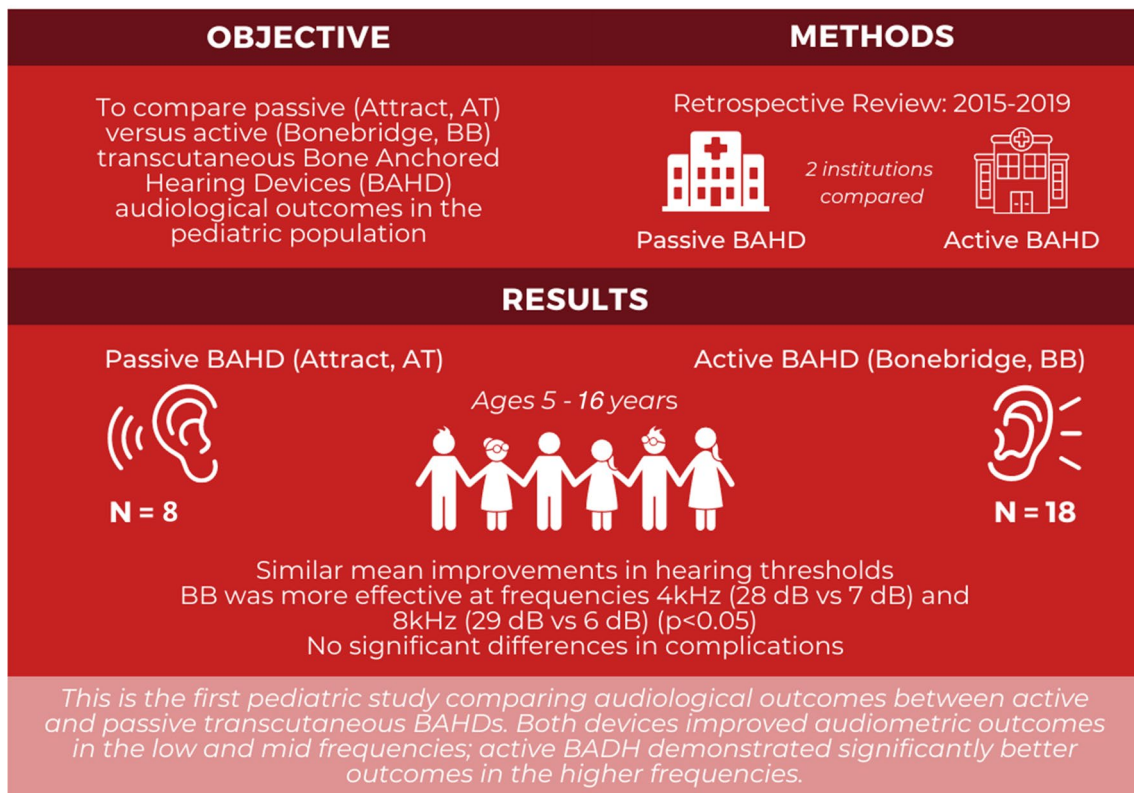 OBJECTIVE
To compare passive (Attract, AT)
versus active (Bonebridge, BB)
transcutaneous Bone Anchored
Hearing Devices (BAHD)
audiological outcomes in the
pediatric population
METHODS
Retrospective Review: 2015-2019
2 institutions
compared
Passive BAHD
Active BAHD
RESULTS
Passive BAHD (Attract, AT)
N = 8
Ages 5 - 16 years
Active BAHD (Bonebridge, BB)
N = 18
Similar mean improvements in hearing thresholds
BB was more effective at frequencies 4kHz (28 dB vs 7 dB) and
8kHz (29 dB vs 6 dB) (p<0.05)
No significant differences in complications
This is the first pediatric study comparing audiological outcomes between active
and passive transcutaneous BAHDs. Both devices improved audiometric outcomes
in the low and mid frequencies; active BADH demonstrated significantly better
outcomes in the higher frequencies.